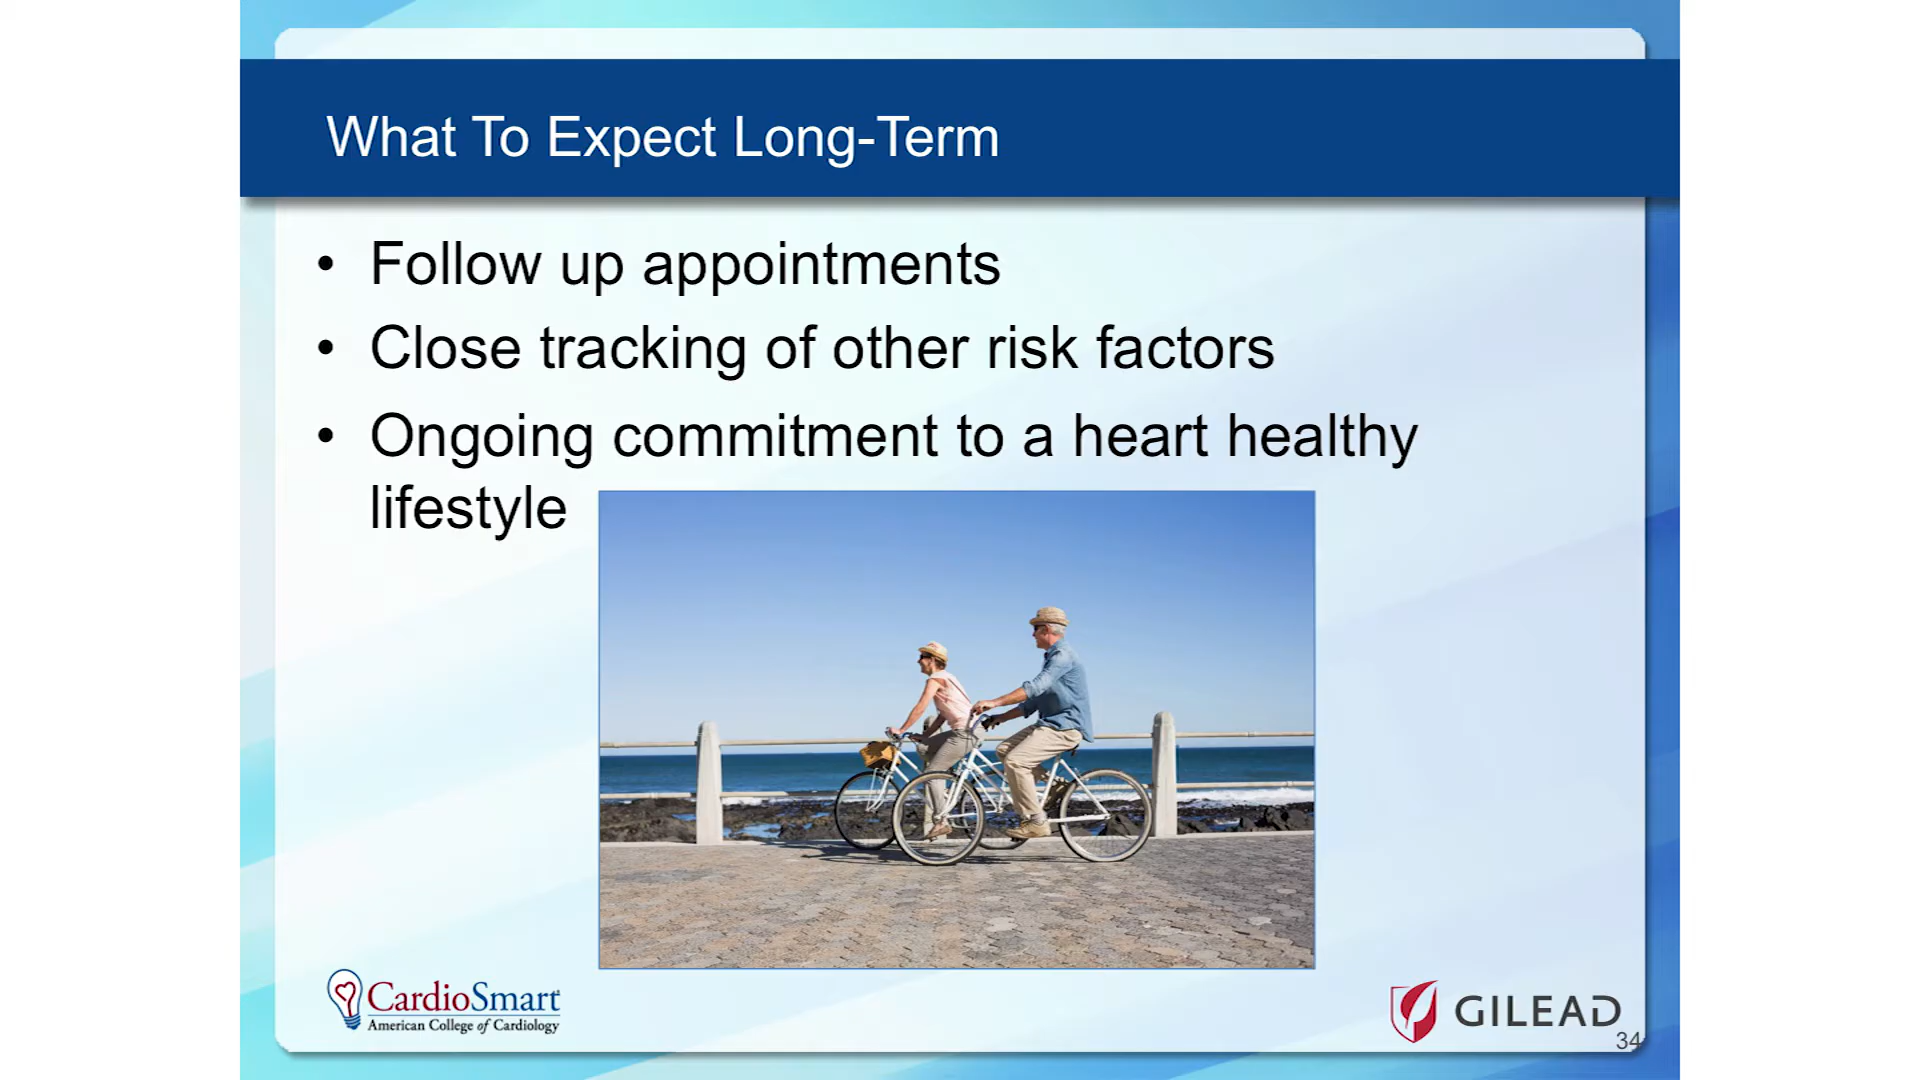 What To Expect Long-Term
• Follow up appointments
• Close tracking of other risk factors
• Ongoing commitment to a heart healthy
lifestyle
CardioSmart
American College of Cardiology
GILEAD
34